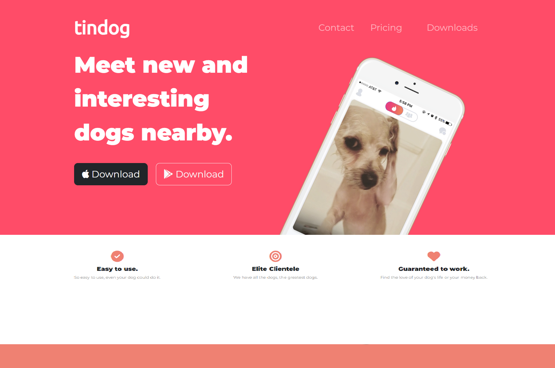 tindog
Contact Pricing Downloads
Meet new and
interesting
dogs nearby.
Download Download
AT&T 5:59 PM
Easy to use. Elite Clientele Guaranteed to work.
So easy to use, even your dog could do it. We have all the dogs, the greatest dogs. Find the love of your dog's life or your money back.